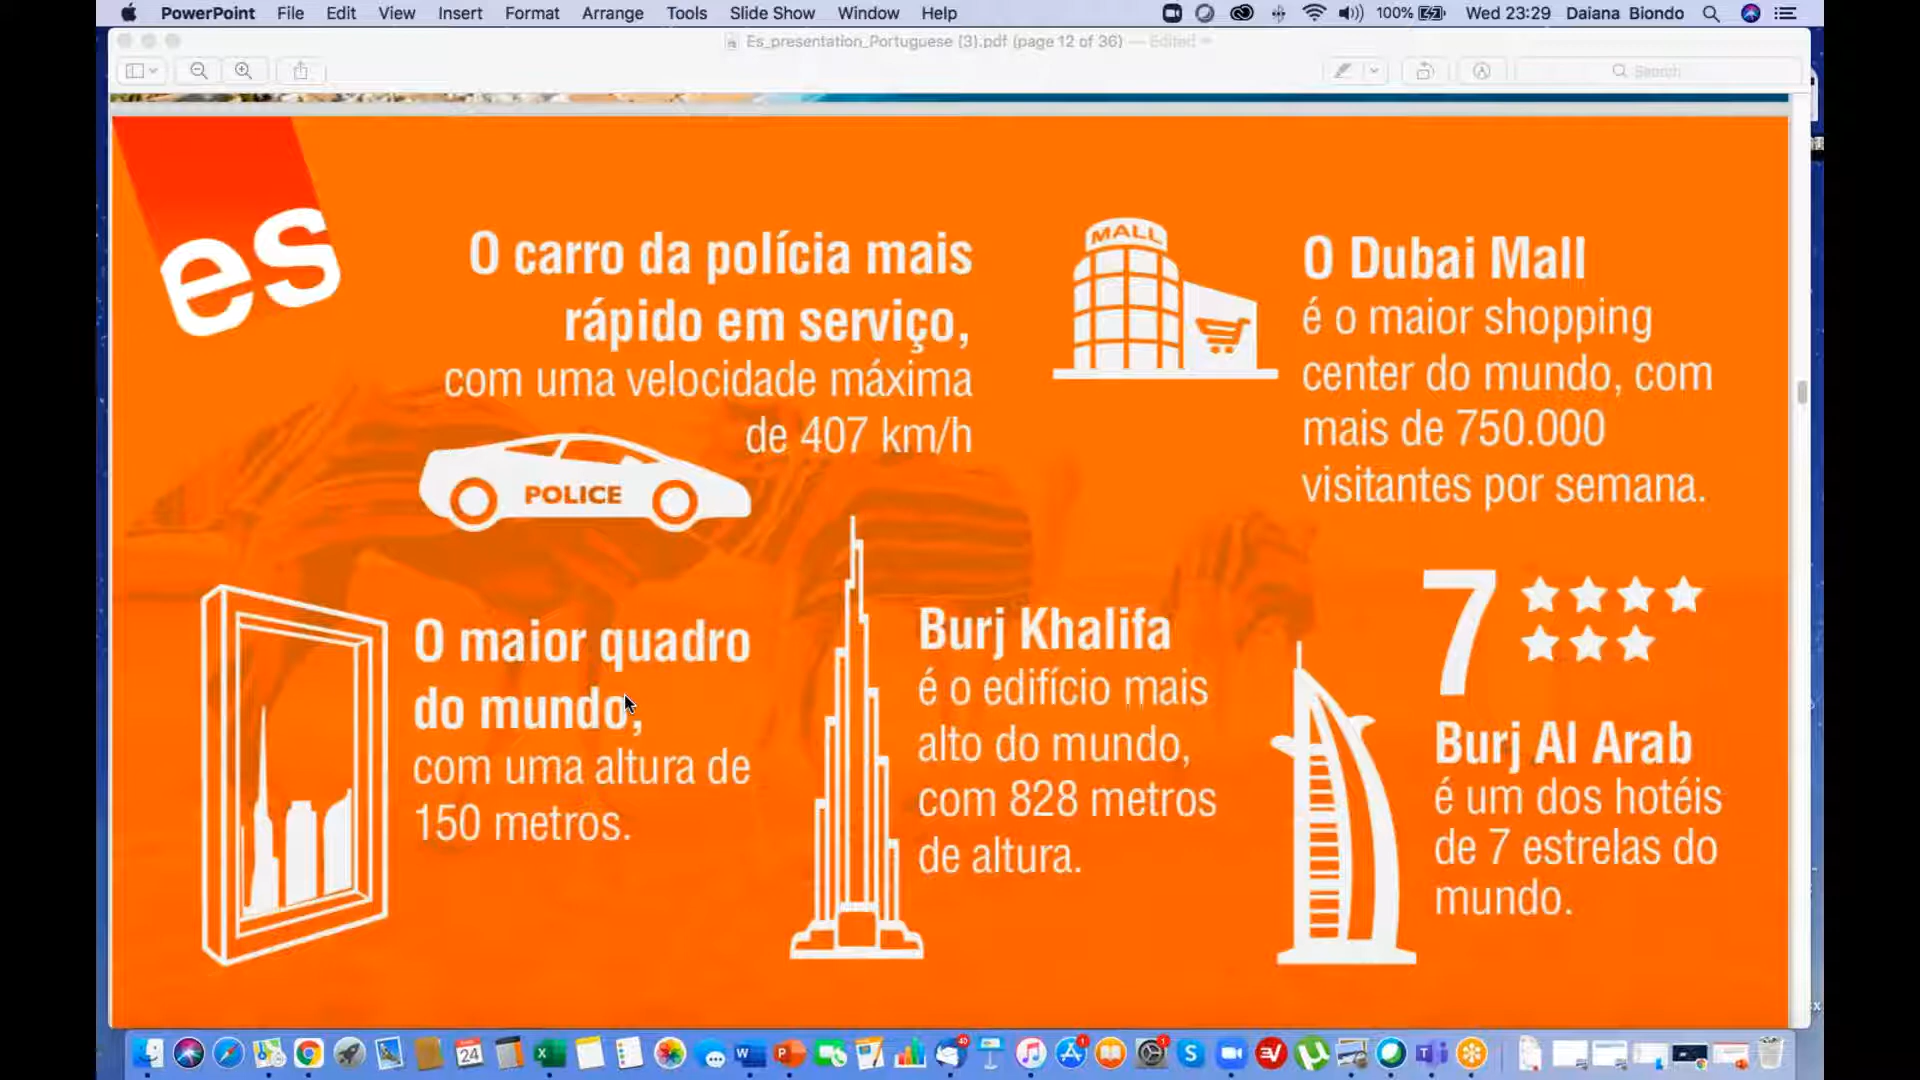 PowerPoint File Edit View Insert Format Arrange Tools Slide Show Window Help 100% Wed 23:29 Daiana Biondo
Es_presentation_Portuguese (3).pdf (page 12 of 36) — Edited
Search
es
O carro da polícia mais
rápido em serviço,
com uma velocidade máxima
de 407 km/h
POLICE
MALL
O Dubai Mall
é o maior shopping
center do mundo, com
mais de 750.000
visitantes por semana.
O maior quadro
do mundo,
com uma altura de
150 metros.
Burj Khalifa
é o edifício mais
alto do mundo,
com 828 metros
de altura.
7
Burj Al Arab
é um dos hotéis
de 7 estrelas do
mundo.
24